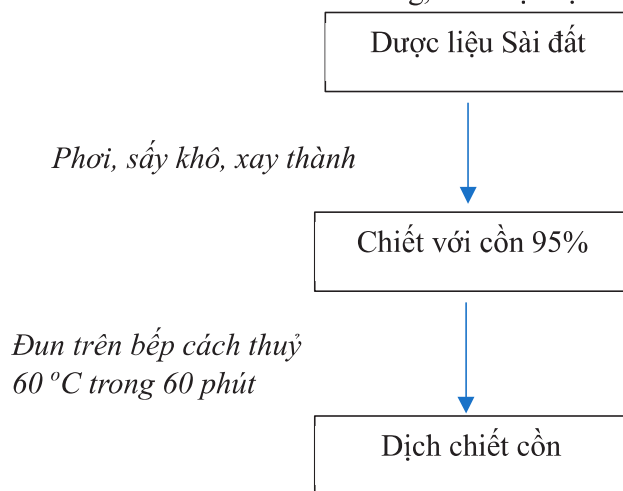 Dược liệu Sài đất
Phơi, sấy khô, xay thành
Chiết với cồn 95%
Đun trên bếp cách thuỷ
60 °C trong 60 phút
Dịch chiết cồn